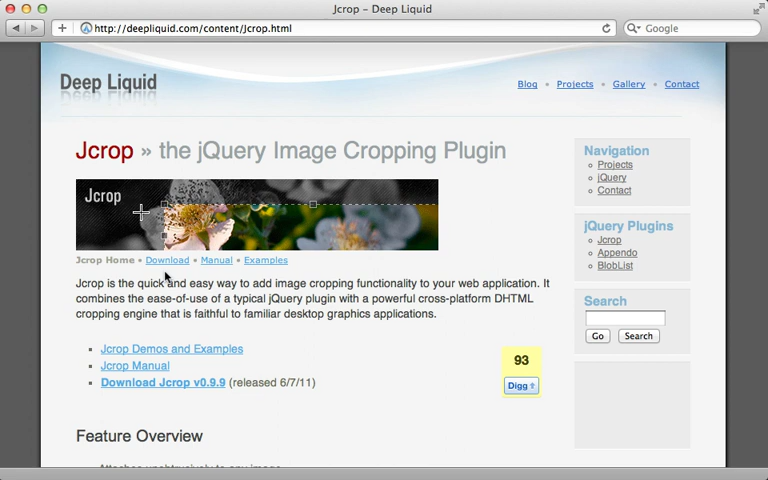 Jcrop – Deep Liquid
http://deepliquid.com/content/Jcrop.html
Google
Deep Liquid
Blog • Projects • Gallery • Contact
Jcrop » the jQuery Image Cropping Plugin
Jcrop
Jcrop Home • Download • Manual • Examples
Jcrop is the quick and easy way to add image cropping functionality to your web application. It
combines the ease-of-use of a typical jQuery plugin with a powerful cross-platform DHTML
cropping engine that is faithful to familiar desktop graphics applications.
Jcrop Demos and Examples
Jcrop Manual
Download Jcrop v0.9.9 (released 6/7/11)
93
Digg
Feature Overview
Attaches unobtrusively to any image
Navigation
Projects
jQuery
Contact
jQuery Plugins
Jcrop
Appendo
BlobList
Search
Go Search